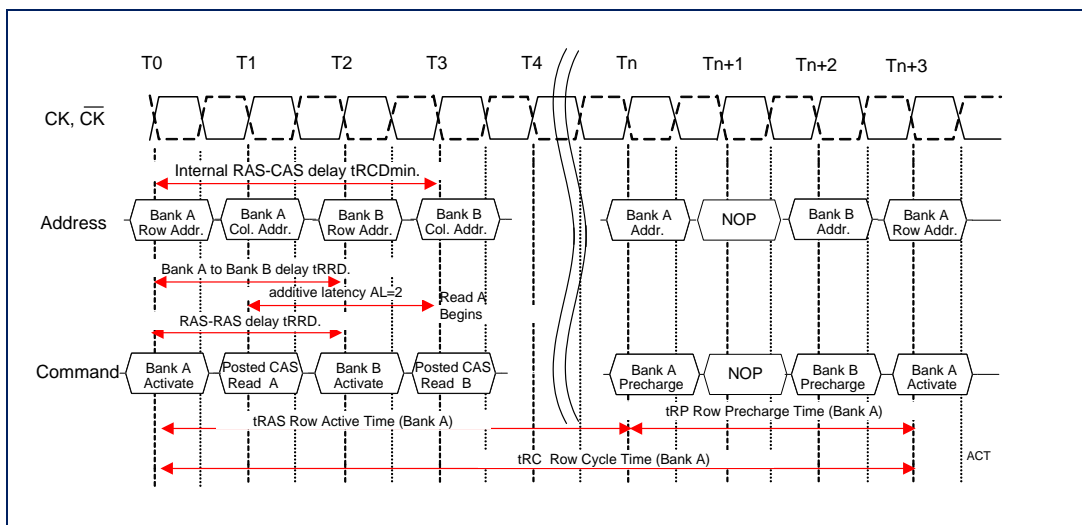 T0 T1 T2 T3 T4 Tn Tn+1 Tn+2 Tn+3
CK, CK
Internal RAS-CAS delay tRCDmin.
Address
Bank A Row Addr.
Bank A Col. Addr.
Bank B Row Addr.
Bank B Col. Addr.
Bank A Addr.
NOP
Bank B Addr.
Bank A Row Addr.
Bank A to Bank B delay tRRD.
additive latency AL=2
Read A Begins
RAS-RAS delay tRRD.
Command
Bank A Activate
Posted CAS Read A
Bank B Activate
Posted CAS Read B
Bank A Precharge
NOP
Bank B Precharge
Bank A Activate
tRAS Row Active Time (Bank A)
tRP Row Precharge Time (Bank A)
tRC Row Cycle Time (Bank A)
ACT